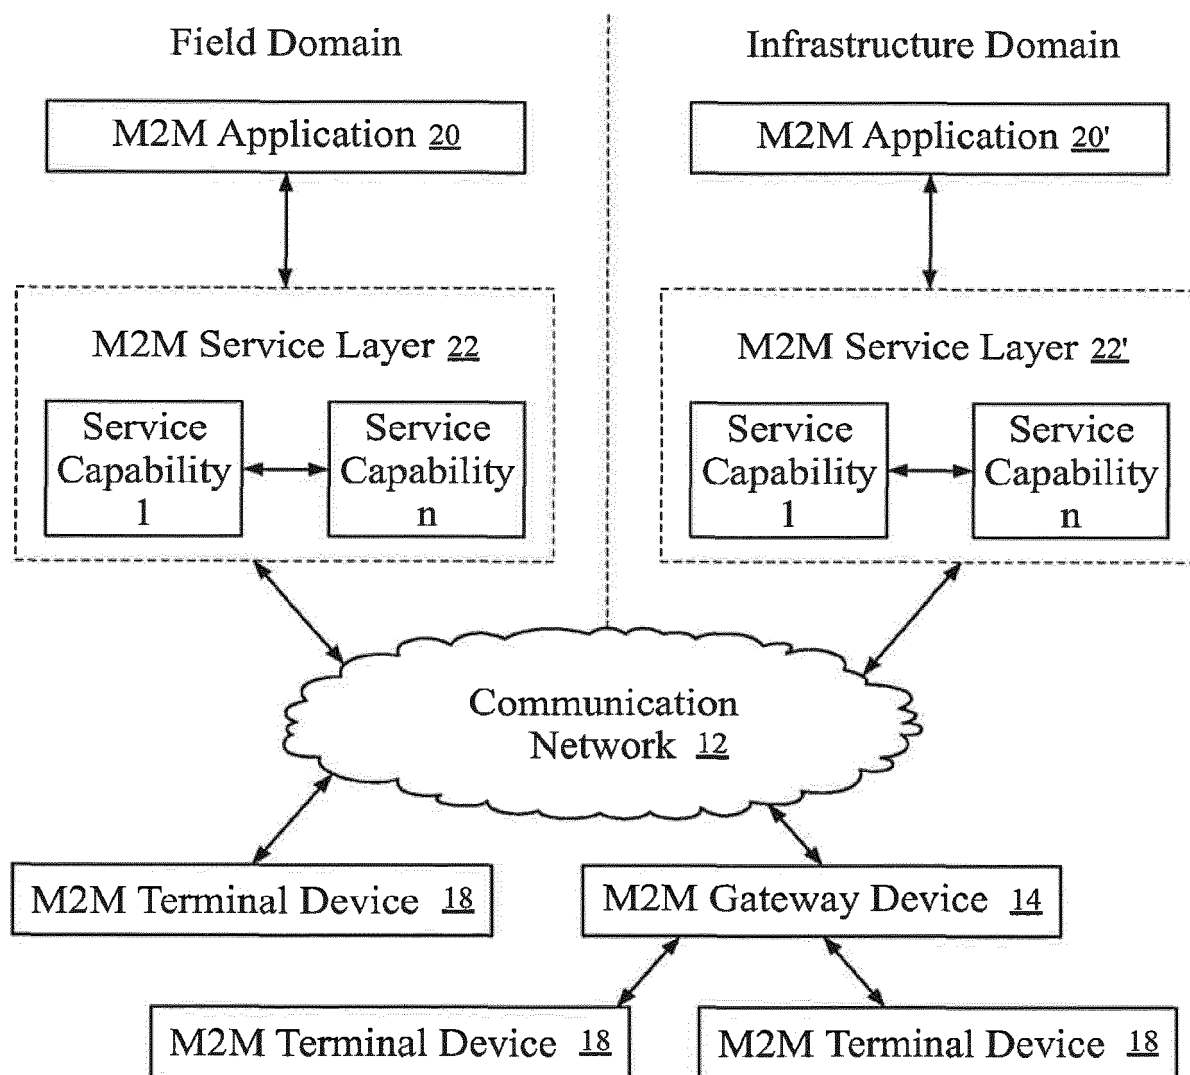 Field Domain
Infrastructure Domain
M2M Application 20
M2M Application 20'
M2M Service Layer 22
M2M Service Layer 22'
Service
Capability
1
Service
Capability
n
Service
Capability
1
Service
Capability
n
Communication
Network 12
M2M Terminal Device 18
M2M Gateway Device 14
M2M Terminal Device 18
M2M Terminal Device 18